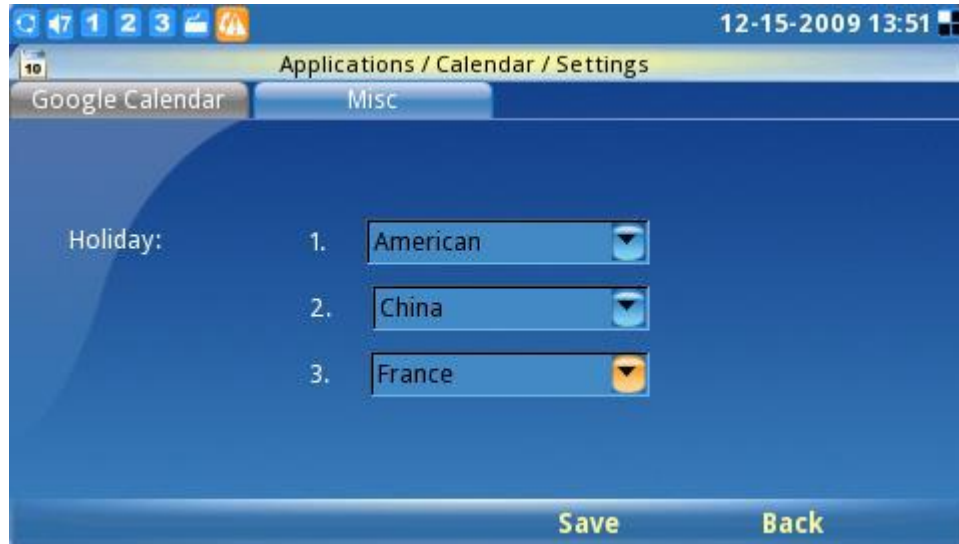 7 1 2 3 12-15-2009 13:51
10 Applications / Calendar / Settings
Google Calendar Misc
Holiday: 1. American
2. China
3. France
Save Back